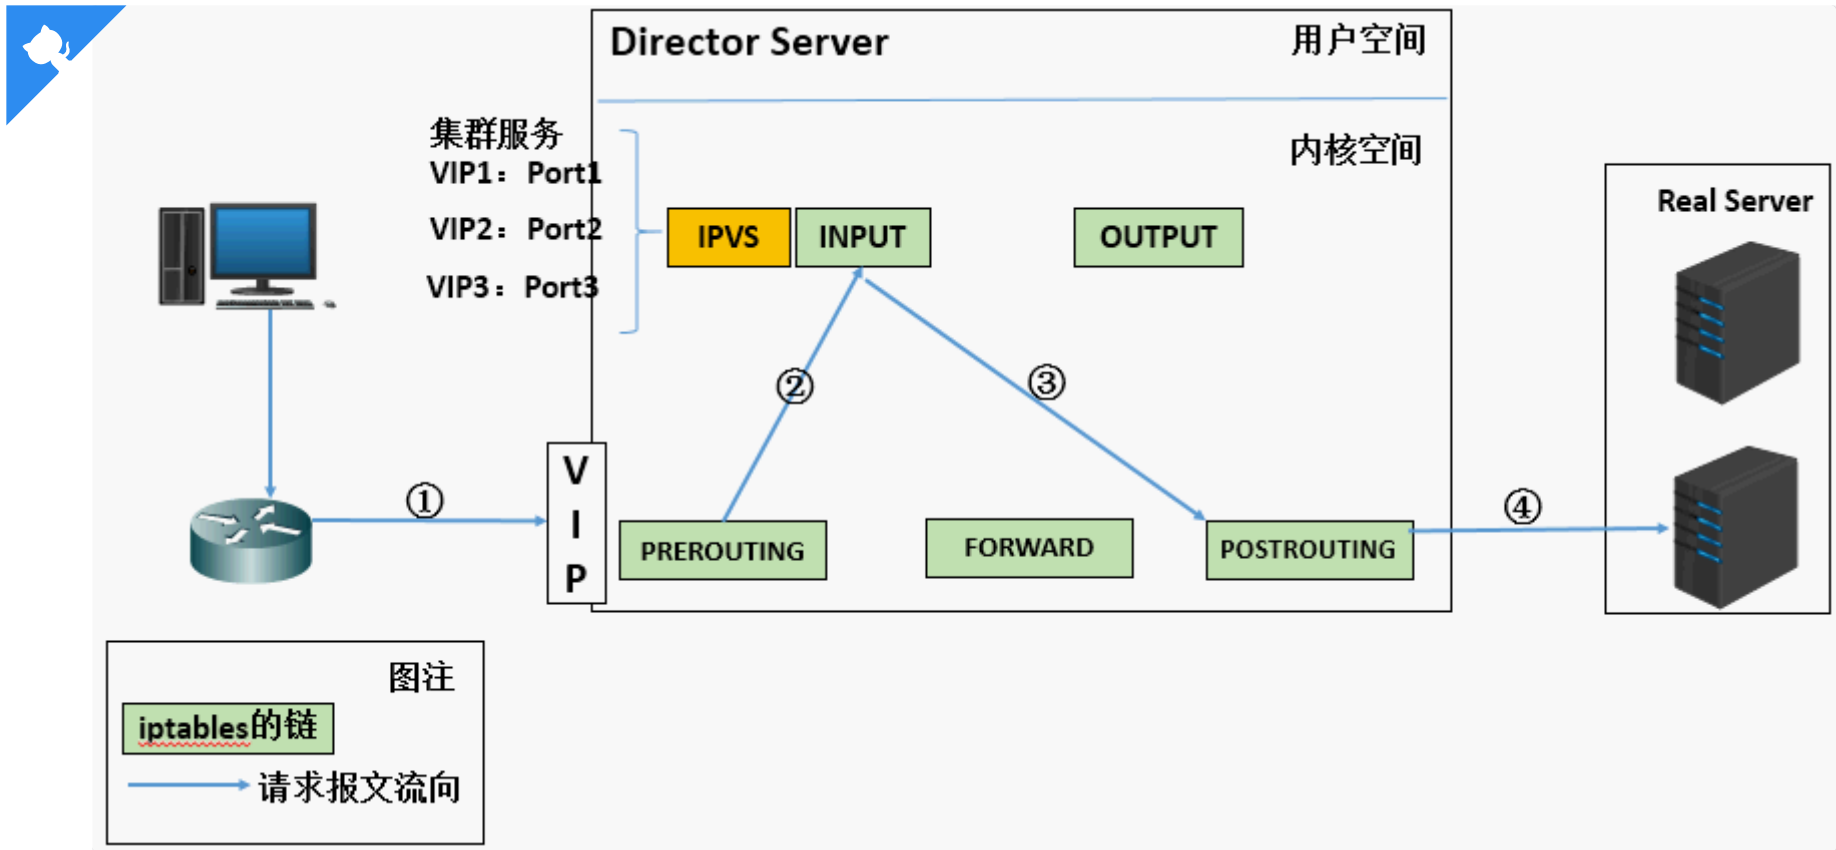 Director Server
用户空间
集群服务
内核空间
VIP1：Port1
VIP2：Port2
VIP3：Port3
IPVS
INPUT
OUTPUT
Real Server
②
③
①
④
V
I
P
PREROUTING
FORWARD
POSTROUTING
图注
iptables的链
请求报文流向